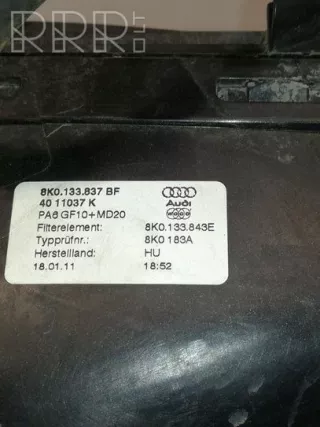 RRR.LT
8K0.133.837 BF
40 11037 K
Audi
PA6 GF10+MD20
Filterelement: 8K0.133.843E
Typprüfnr.: 8K0 183A
Herstellland: HU
18.01.11 18:52